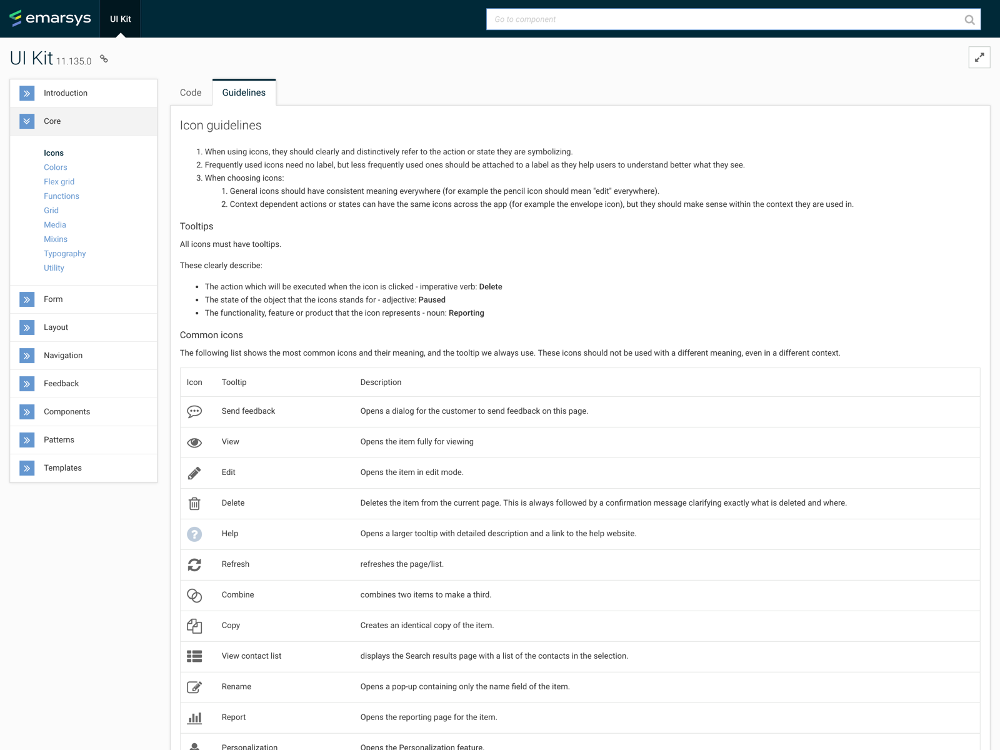 emarsys
UI Kit
Go to component
UI Kit 11.135.0
Introduction
Core
Icons
Colors
Flex grid
Functions
Grid
Media
Mixins
Typography
Utility
Form
Layout
Navigation
Feedback
Components
Patterns
Templates
Code Guidelines
Icon guidelines
1. When using icons, they should clearly and distinctively refer to the action or state they are symbolizing.
2. Frequently used icons need no label, but less frequently used ones should be attached to a label as they help users to understand better what they see.
3. When choosing icons:
1. General icons should have consistent meaning everywhere (for example the pencil icon should mean "edit" everywhere).
2. Context dependent actions or states can have the same icons across the app (for example the envelope icon), but they should make sense within the context they are used in.
Tooltips
All icons must have tooltips.
These clearly describe:
• The action which will be executed when the icon is clicked - imperative verb: Delete
• The state of the object that the icons stands for - adjective: Paused
• The functionality, feature or product that the icon represents - noun: Reporting
Common icons
The following list shows the most common icons and their meaning, and the tooltip we always use. These icons should not be used with a different meaning, even in a different context.
Icon Tooltip Description
Send feedback Opens a dialog for the customer to send feedback on this page.
View Opens the item fully for viewing
Edit Opens the item in edit mode.
Delete Deletes the item from the current page. This is always followed by a confirmation message clarifying exactly what is deleted and where.
? Help Opens a larger tooltip with detailed description and a link to the help website.
Refresh refreshes the page/list.
Combine combines two items to make a third.
Copy Creates an identical copy of the item.
View contact list displays the Search results page with a list of the contacts in the selection.
Rename Opens a pop-up containing only the name field of the item.
Report Opens the reporting page for the item.
Personalization Opens the Personalization feature.